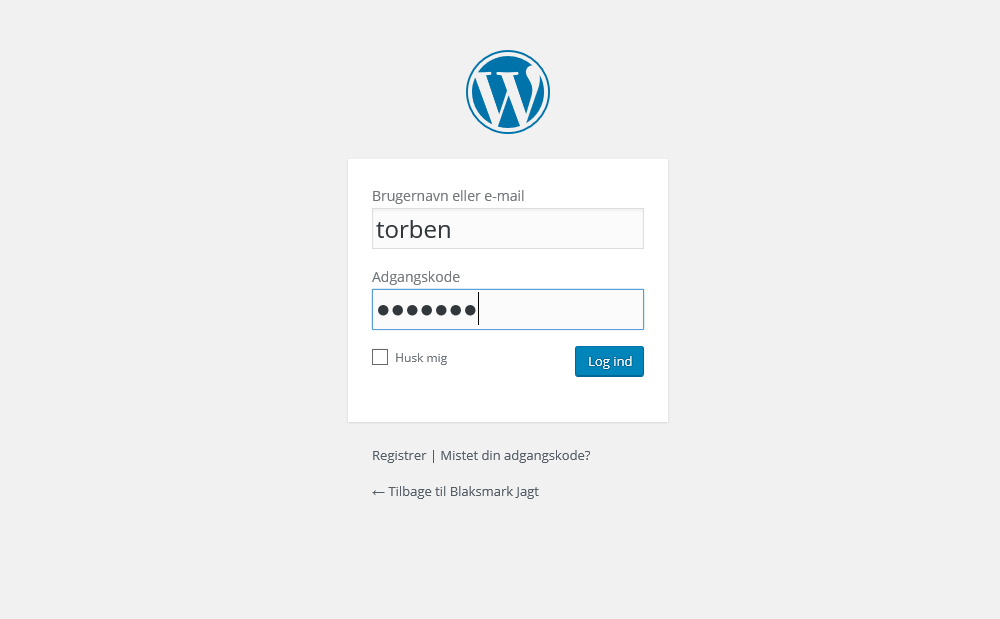 Brugernavn eller e-mail
torben
Adgangskode
●●●●●●●
Husk mig
Log ind
Registrer | Mistet din adgangskode?
← Tilbage til Blaksmark Jagt